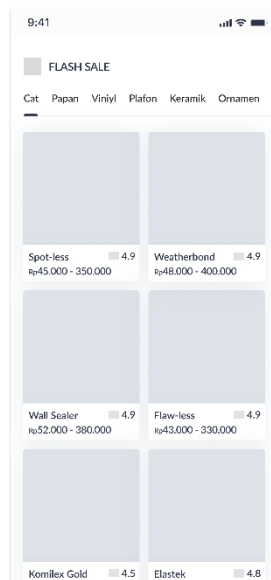 9:41
FLASH SALE
Cat Papan Viniyl Plafon Keramik Ornamen
Spot-less 4.9 Weatherbond 4.9
Rp45.000 - 350.000 Rp48.000 - 400.000
Wall Sealer 4.9 Flaw-less 4.9
Rp52.000 - 380.000 Rp43.000 - 330.000
Komilex Gold 4.5 Elastek 4.8